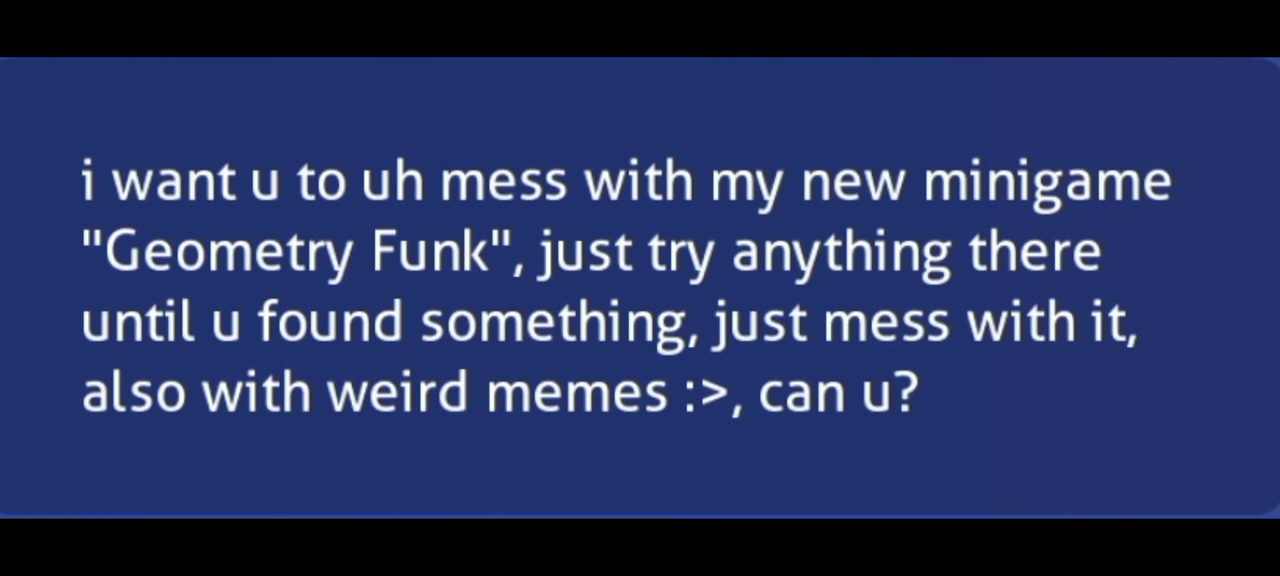 i want u to uh mess with my new minigame
"Geometry Funk", just try anything there
until u found something, just mess with it,
also with weird memes :>, can u?